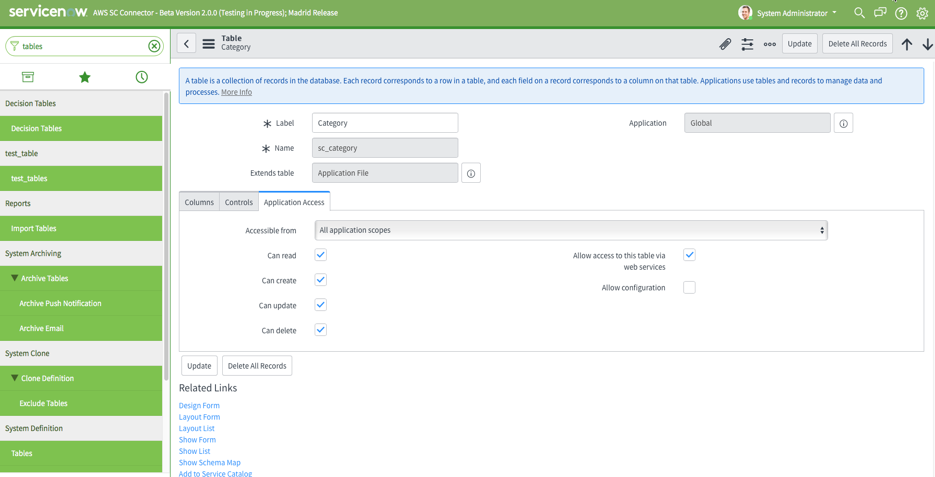 servicenow AWS SC Connector - Beta Version 2.0.0 (Testing in Progress); Madrid Release
System Administrator
tables
Decision Tables
Decision Tables
test_table
test_tables
Reports
Import Tables
System Archiving
Archive Tables
Archive Push Notification
Archive Email
System Clone
Clone Definition
Exclude Tables
System Definition
Tables
Table
Category
Update
Delete All Records
A table is a collection of records in the database. Each record corresponds to a row in a table, and each field on a record corresponds to a column on that table. Applications use tables and records to manage data and
processes. More Info
Label
Category
Application
Global
Name
sc_category
Extends table
Application File
Columns
Controls
Application Access
Accessible from
All application scopes
Can read
Allow access to this table via
web services
Can create
Allow configuration
Can update
Can delete
Update
Delete All Records
Related Links
Design Form
Layout Form
Layout List
Show Form
Show List
Show Schema Map
Add to Service Catalog